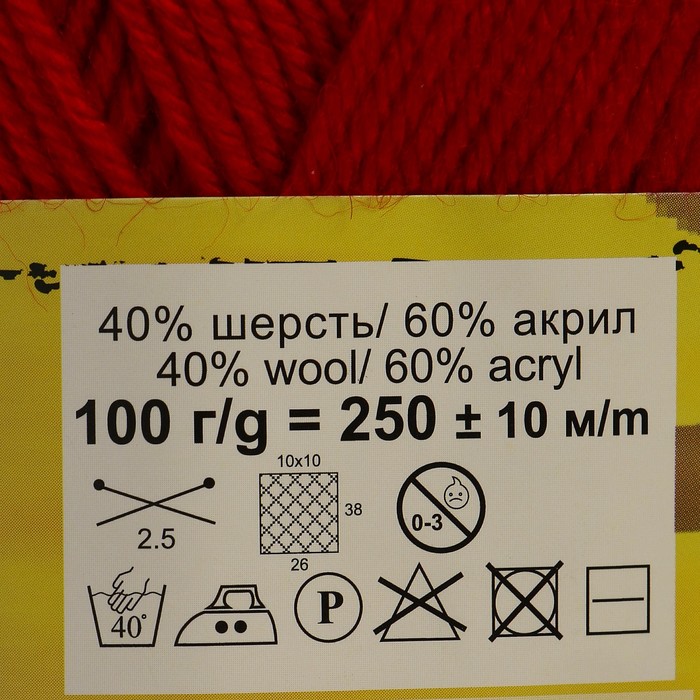 40% шерсть/ 60% акрил
40% wool/ 60% acryl
100 г/g = 250 ± 10 м/m
2.5
10x10
38
26
0-3
40°
P